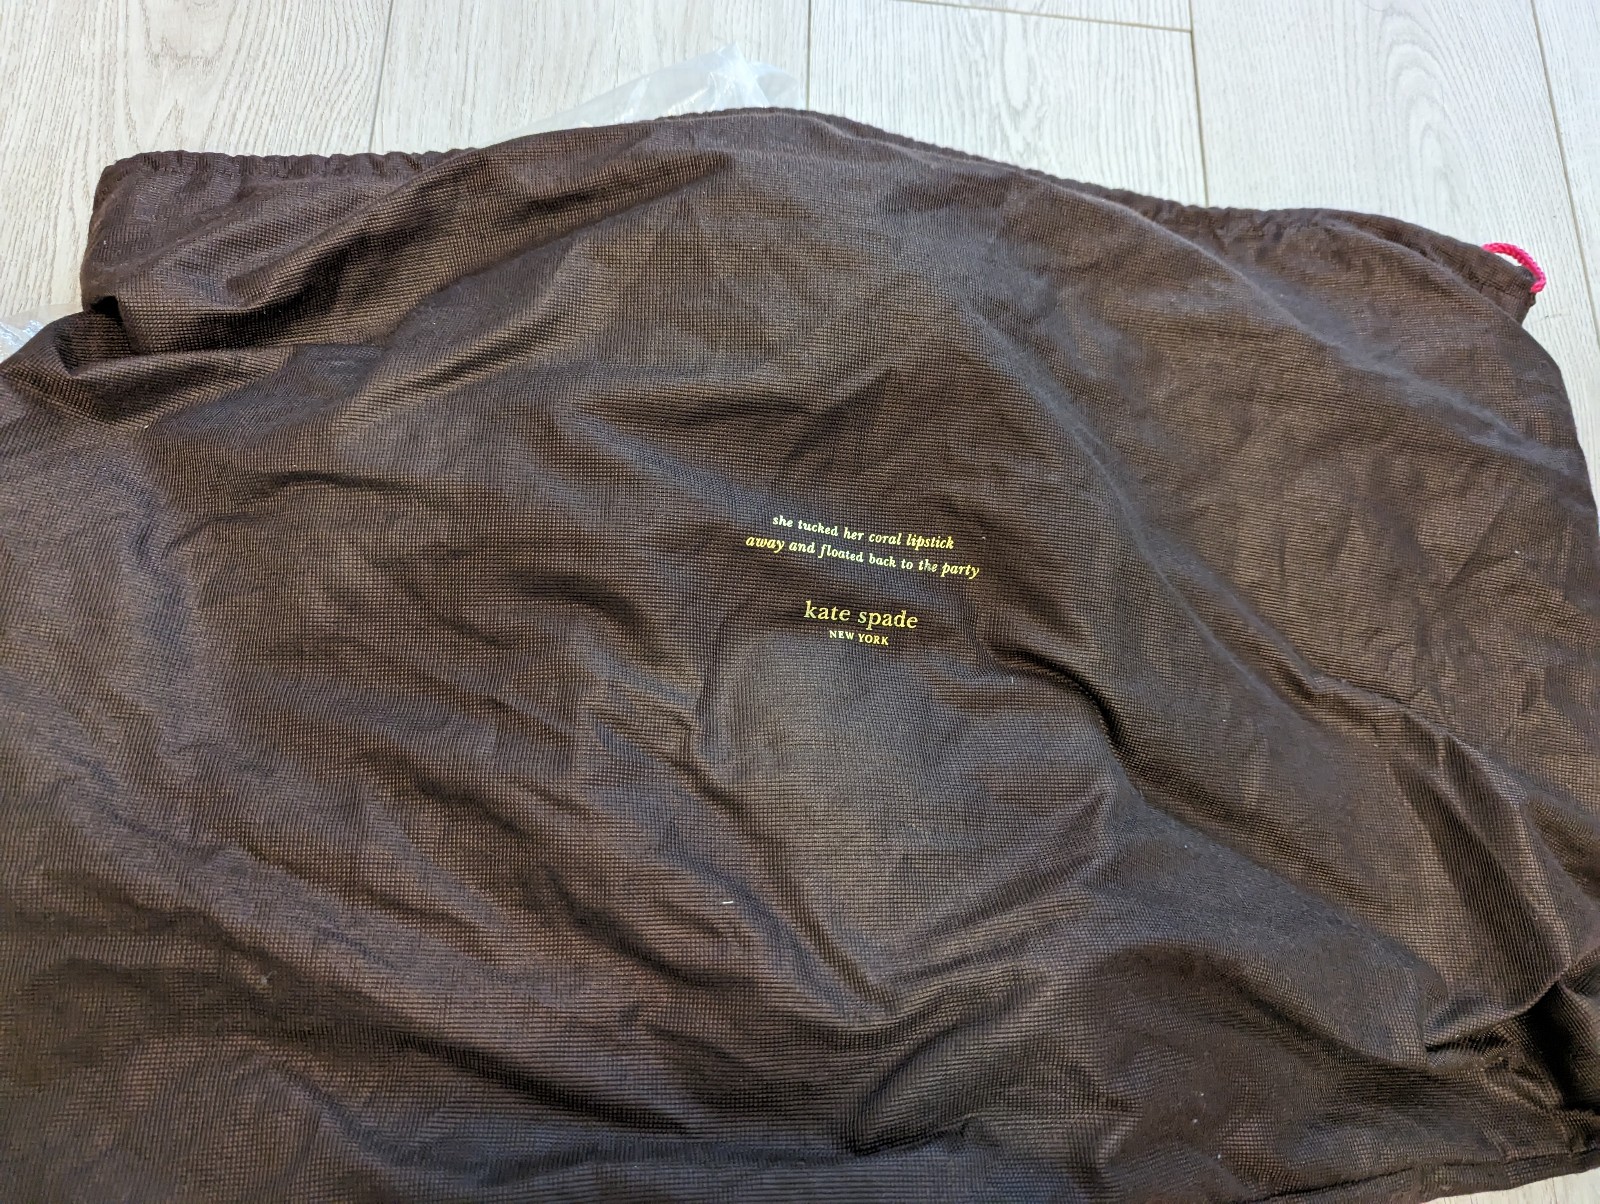 she tucked her coral lipstick
away and floated back to the party
kate spade
NEW YORK